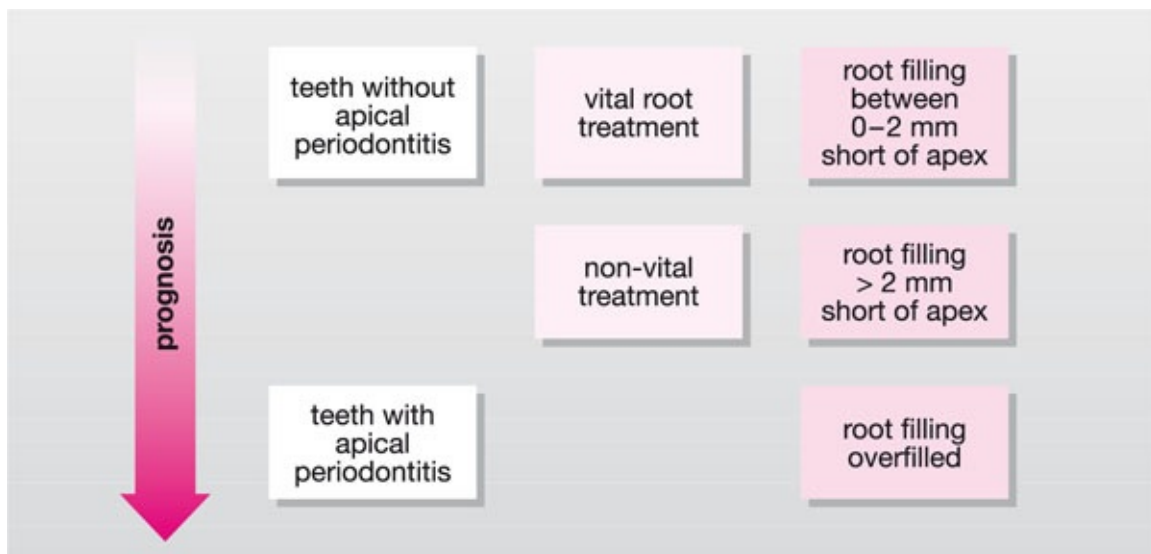 prognosis
teeth without
apical
periodontitis
vital root
treatment
root filling
between
0–2 mm
short of apex
non-vital
treatment
root filling
> 2 mm
short of apex
teeth with
apical
periodontitis
root filling
overfilled